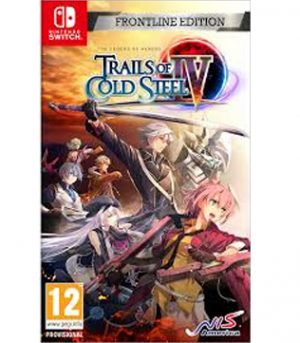 NINTENDO
SWITCH™
FRONTLINE EDITION
THE LEGEND OF HEROES
TRAILS OF
COLD STEEL IV
12
www.pegi.info
PROVISIONAL
NIS
America